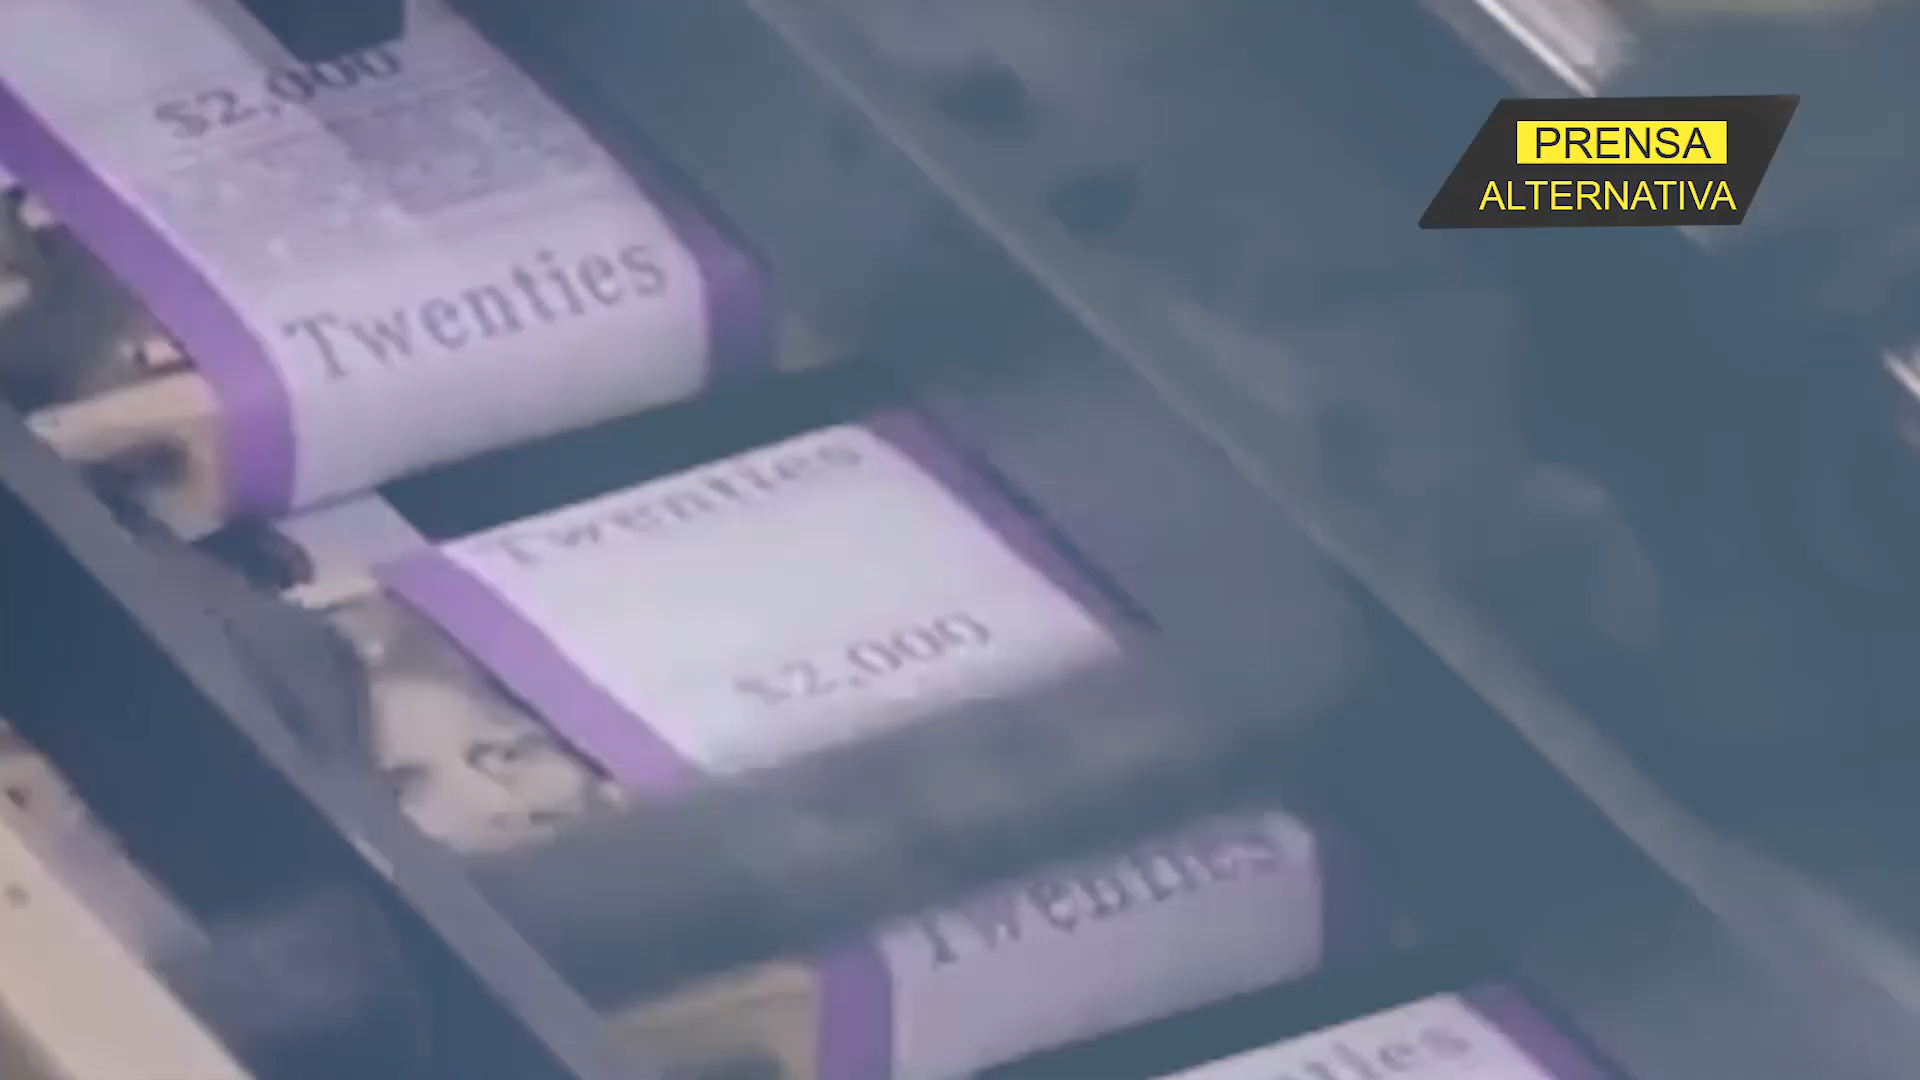 $2,000
Twenties
PRENSA
ALTERNATIVA
Twenties
$2,000
Twenties